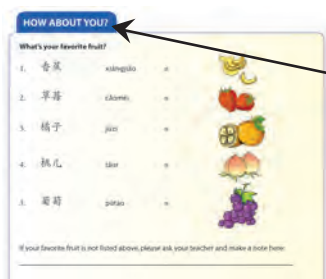 HOW ABOUT YOU?
What's your favorite fruit?
1. 香蕉 xiāngjiāo n
2. 草莓 cǎoméi n
3. 橘子 júzi n
4. 桃儿 táor n
5. 葡萄 pútao n
If your favorite fruit is not listed above, please ask your teacher and make a note here: